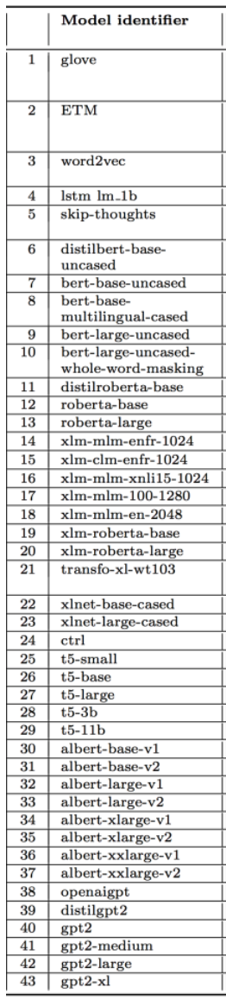 Model identifier
1 glove
2 ETM
3 word2vec
4 lstm lm_1b
5 skip-thoughts
6 distilbert-base-
uncased
7 bert-base-uncased
8 bert-base-
multilingual-cased
9 bert-large-uncased
10 bert-large-uncased-
whole-word-masking
11 distilroberta-base
12 roberta-base
13 roberta-large
14 xlm-mlm-enfr-1024
15 xlm-clm-enfr-1024
16 xlm-mlm-xnli15-1024
17 xlm-mlm-100-1280
18 xlm-mlm-en-2048
19 xlm-roberta-base
20 xlm-roberta-large
21 transfo-xl-wt103
22 xlnet-base-cased
23 xlnet-large-cased
24 ctrl
25 t5-small
26 t5-base
27 t5-large
28 t5-3b
29 t5-11b
30 albert-base-v1
31 albert-base-v2
32 albert-large-v1
33 albert-large-v2
34 albert-xlarge-v1
35 albert-xlarge-v2
36 albert-xxlarge-v1
37 albert-xxlarge-v2
38 openaigpt
39 distilgpt2
40 gpt2
41 gpt2-medium
42 gpt2-large
43 gpt2-xl